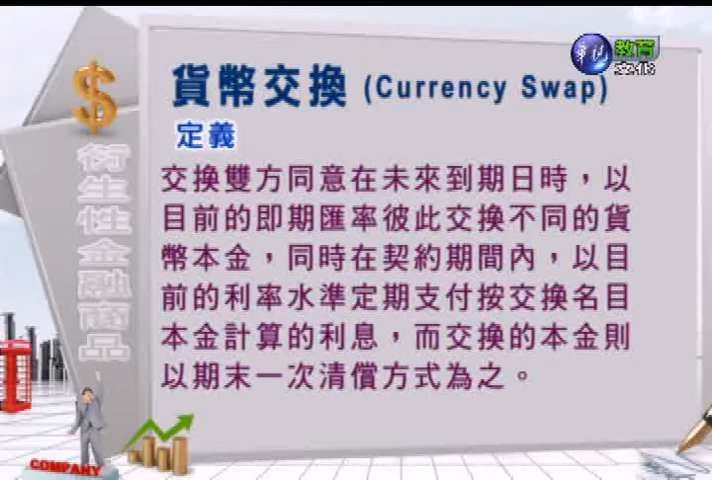 華視
教育
文化
貨幣交換 (Currency Swap)
定義
交換雙方同意在未來到期日時，以
目前的即期匯率彼此交換不同的貨
幣本金，同時在契約期間內，以目
前的利率水準定期支付按交換名目
本金計算的利息，而交換的本金則
以期末一次清償方式為之。
衍生性金融商品
COMPANY